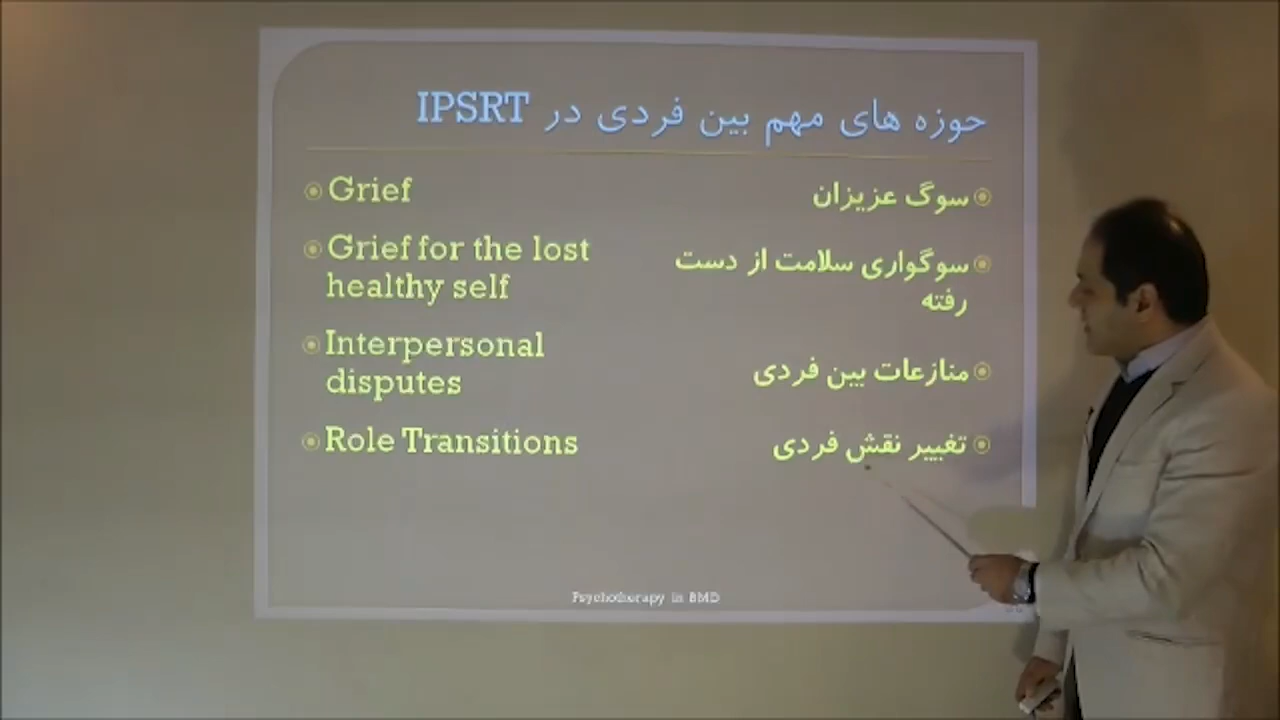 حوزه های مهم بین فردی در IPSRT
Grief
Grief for the lost
healthy self
Interpersonal
disputes
Role Transitions
سوگ عزیزان
سوگواری سلامت از دست
رفته
منازعات بین فردی
تغییر نقش فردی
Psychotherapy in BMD